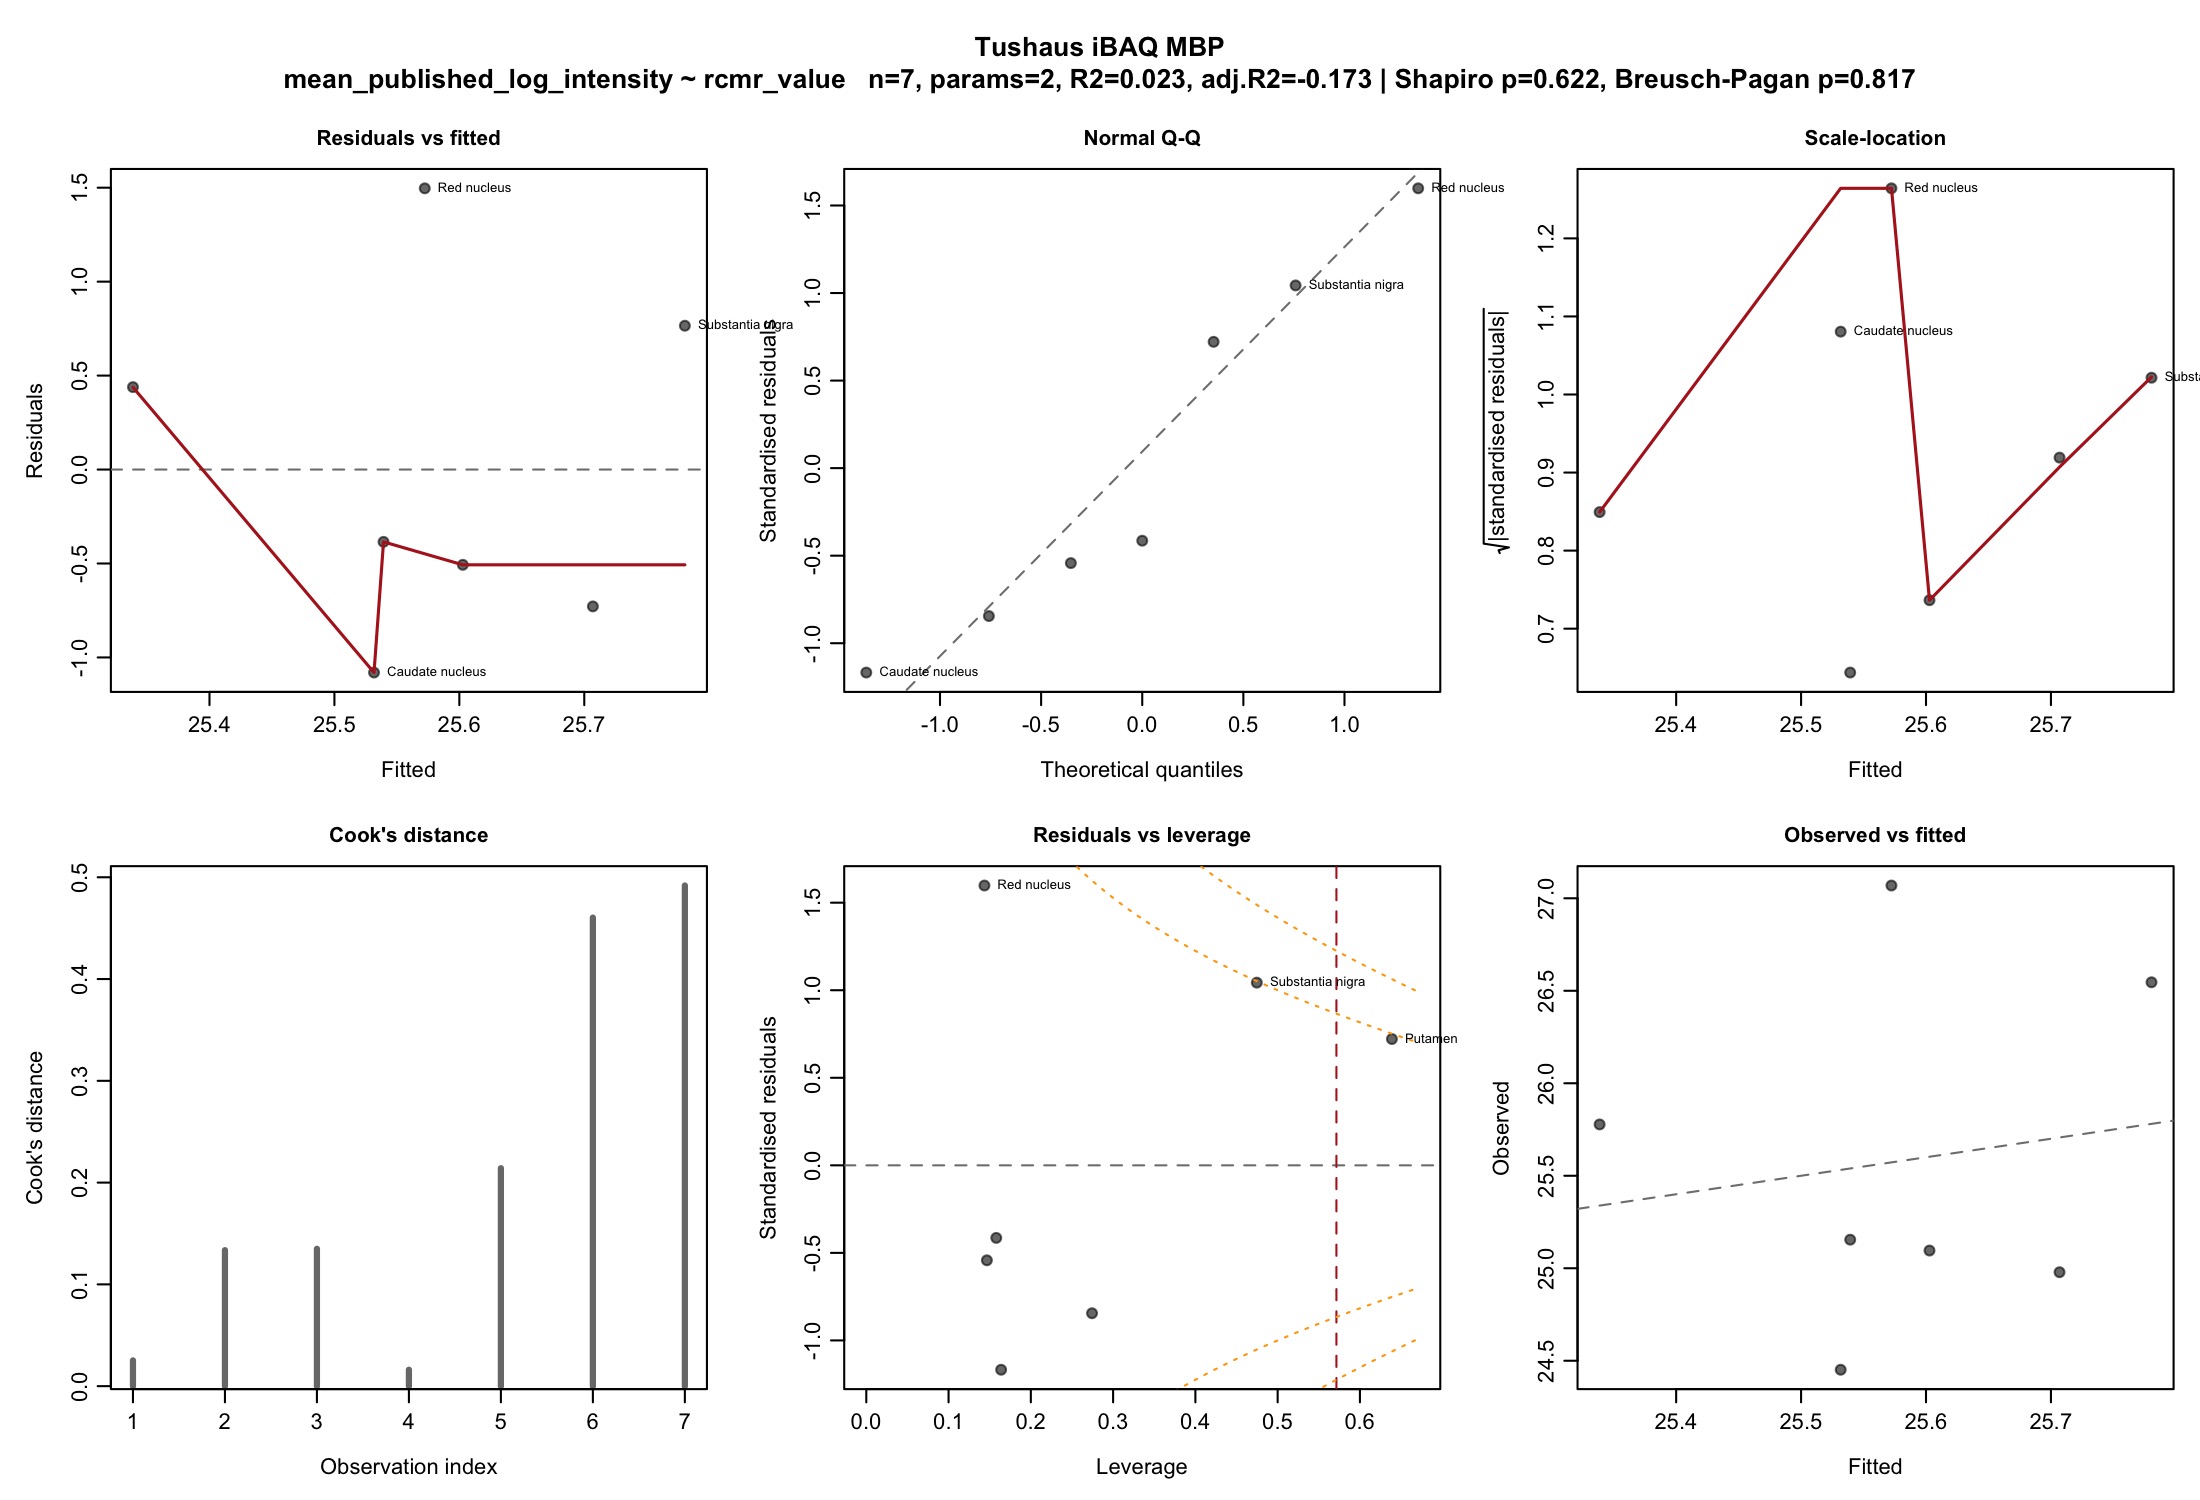 Tushaus iBAQ MBP
mean_published_log_intensity ~ rcmr_value   n=7, params=2, R2=0.023, adj.R2=-0.173 | Shapiro p=0.622, Breusch-Pagan p=0.817
Residuals vs fitted
Residuals
1.5
1.0
0.5
0.0
-0.5
-1.0
Red nucleus
Substantia nigra
Caudate nucleus
25.4 25.5 25.6 25.7
Fitted
Normal Q-Q
Standardised residuals
1.5
1.0
0.5
0.0
-0.5
-1.0
Red nucleus
Substantia nigra
Caudate nucleus
-1.0 -0.5 0.0 0.5 1.0
Theoretical quantiles
Scale-location
√|standardised residuals|
1.2
1.1
1.0
0.9
0.8
0.7
Red nucleus
Caudate nucleus
Subst
25.4 25.5 25.6 25.7
Fitted
Cook's distance
Cook's distance
0.5
0.4
0.3
0.2
0.1
0.0
1 2 3 4 5 6 7
Observation index
Residuals vs leverage
Standardised residuals
1.5
1.0
0.5
0.0
-0.5
-1.0
Red nucleus
Substantia nigra
Putamen
0.0 0.1 0.2 0.3 0.4 0.5 0.6
Leverage
Observed vs fitted
Observed
27.0
26.5
26.0
25.5
25.0
24.5
25.4 25.5 25.6 25.7
Fitted